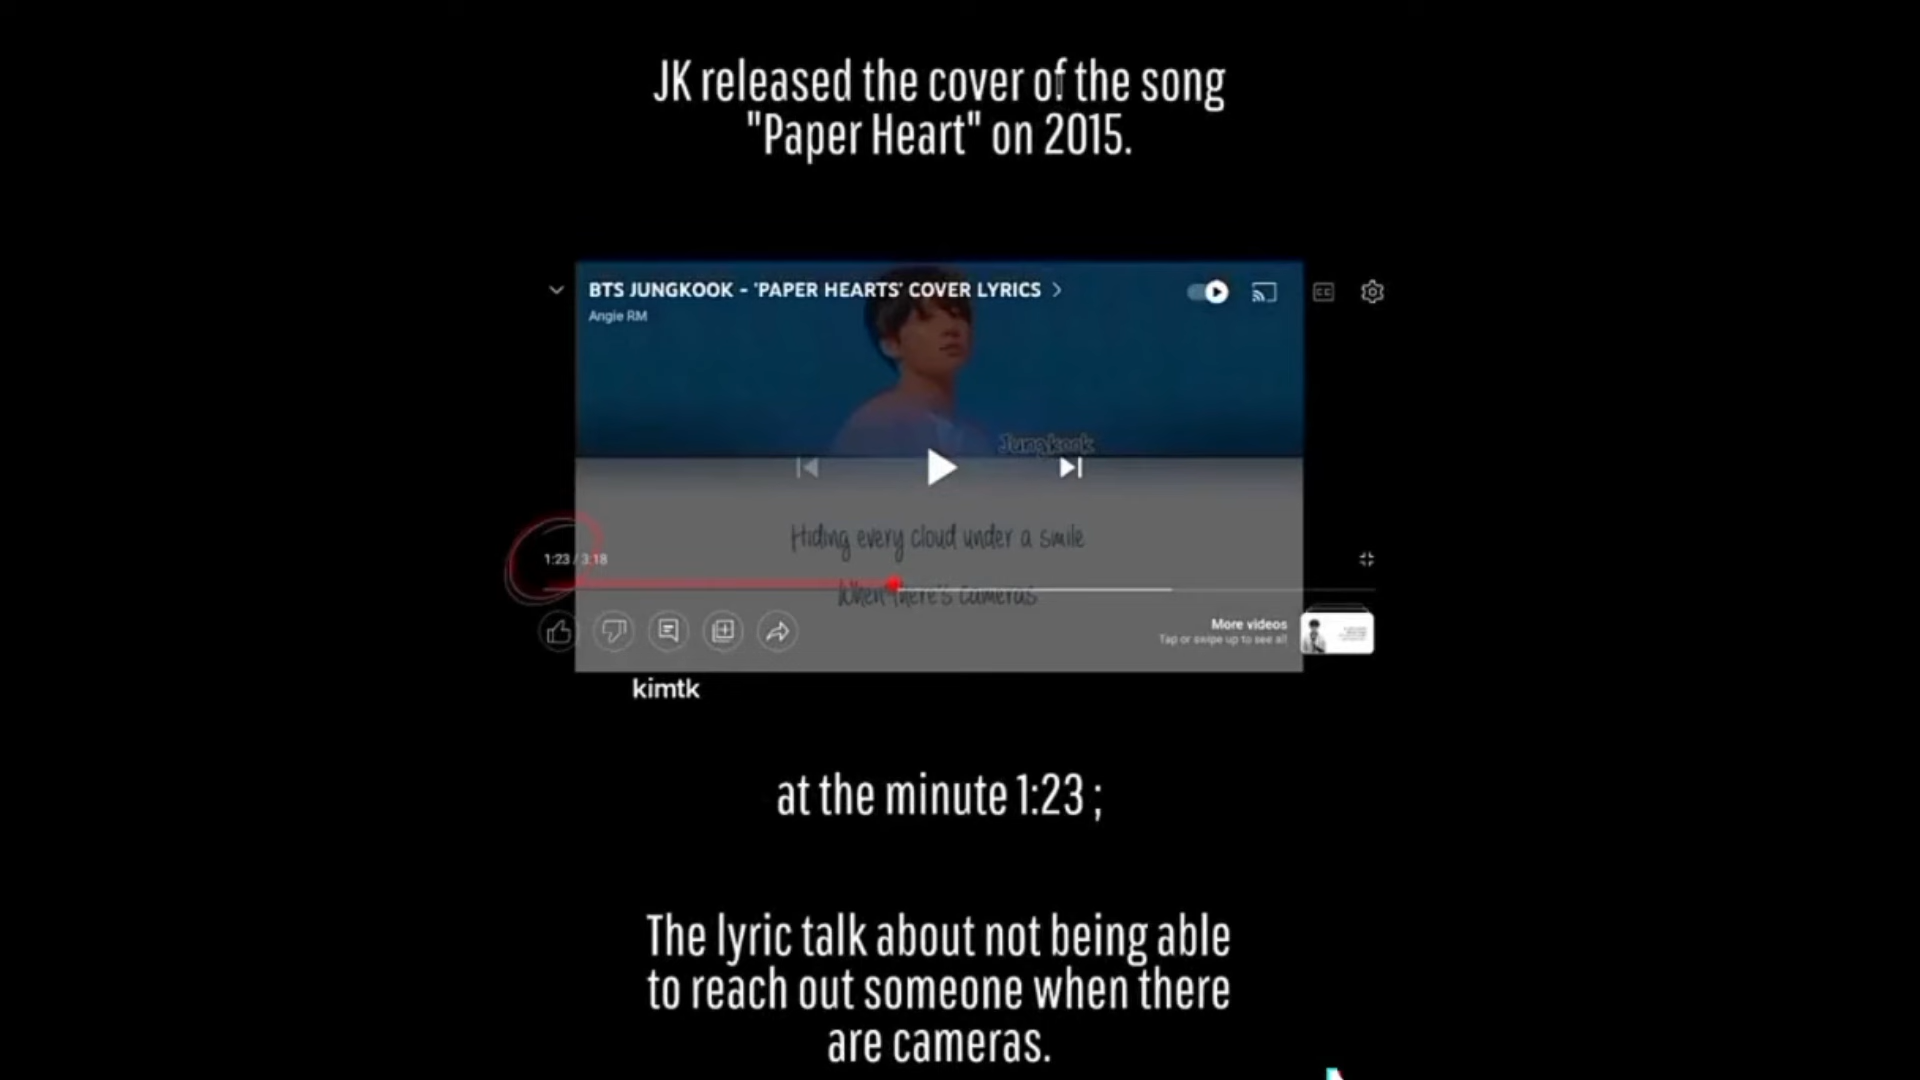 JK released the cover of the song
"Paper Heart" on 2015.
BTS JUNGKOOK - 'PAPER HEARTS' COVER LYRICS
Angie RM
CC
Jungkook
Hiding every cloud under a smile
1:23 / 3:18
When there's cameras
More videos
Tap or swipe up to see all
kimtk
at the minute 1:23 ;
The lyric talk about not being able
to reach out someone when there
are cameras.